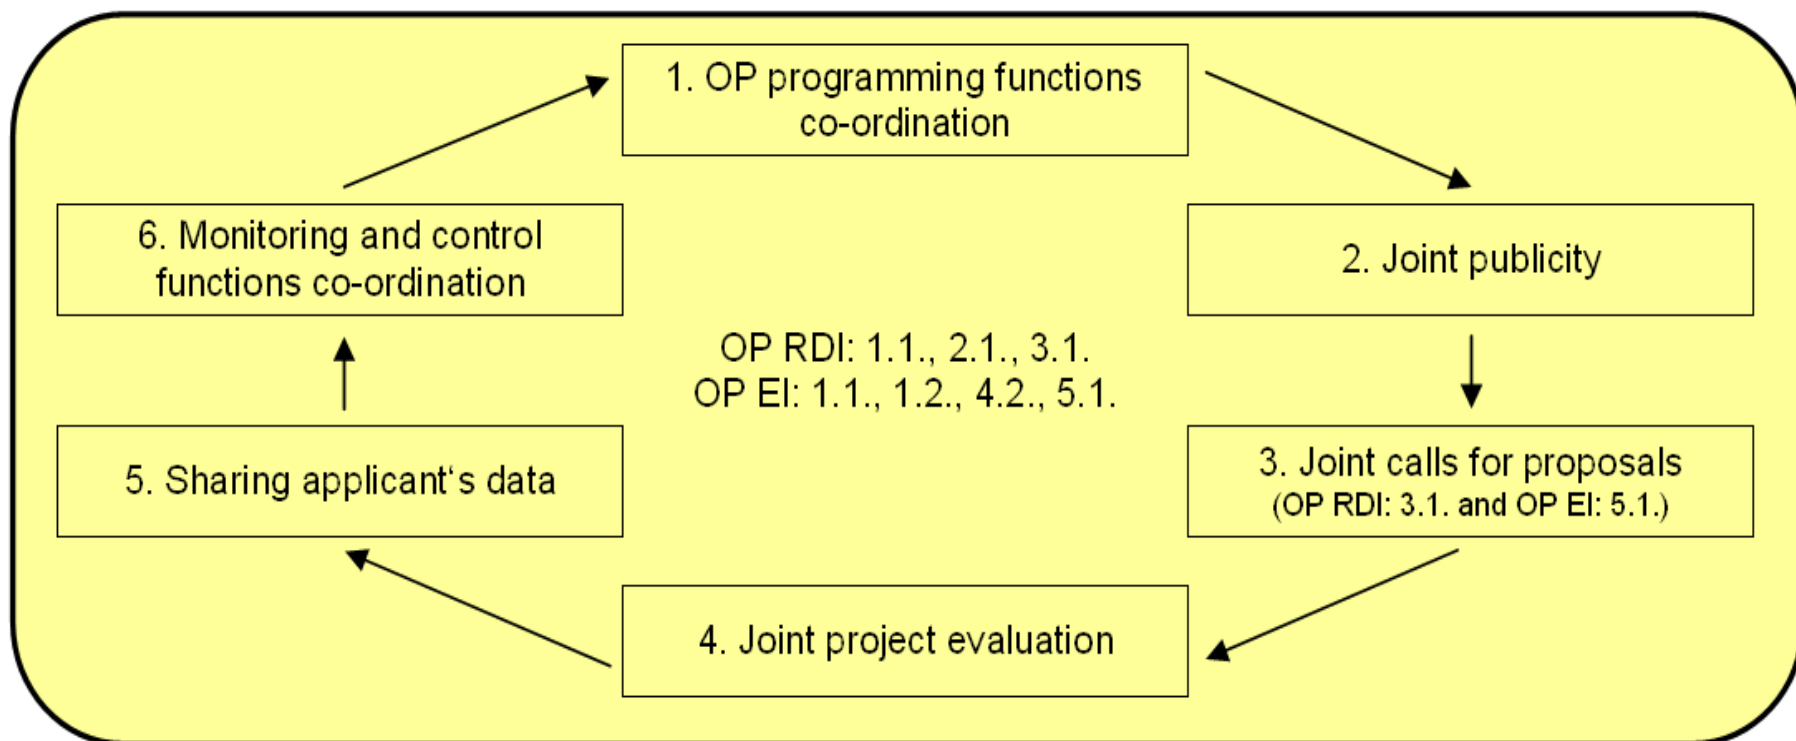 1. OP programming functions
co-ordination
2. Joint publicity
3. Joint calls for proposals
(OP RDI: 3.1. and OP EI: 5.1.)
4. Joint project evaluation
5. Sharing applicant‘s data
6. Monitoring and control
functions co-ordination
OP RDI: 1.1., 2.1., 3.1.
OP EI: 1.1., 1.2., 4.2., 5.1.